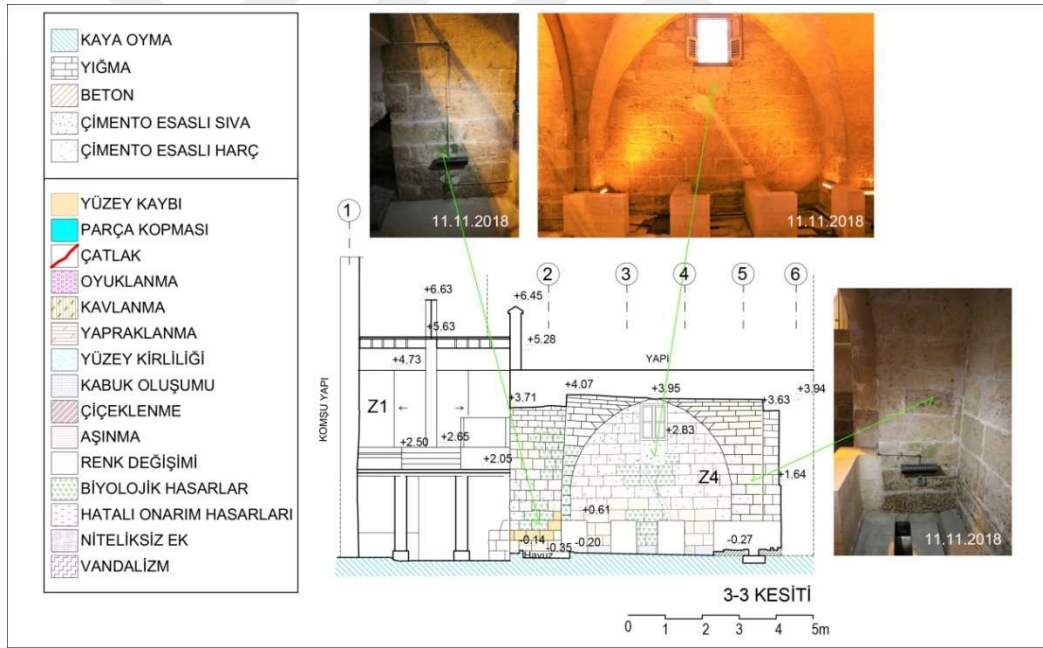 KAYA OYMA
YIĞMA
BETON
ÇİMENTO ESASLI SIVA
ÇİMENTO ESASLI HARÇ
YÜZEY KAYBI
PARÇA KOPMASI
ÇATLAK
OYUKLANMA
KAVLANMA
YAPRAKLANMA
YÜZEY KİRLİLİĞİ
KABUK OLUŞUMU
ÇİÇEKLENME
AŞINMA
RENK DEĞİŞİMİ
BİYOLOJİK HASARLAR
HATALI ONARIM HASARLARI
NİTELİKSİZ EK
VANDALİZM
11.11.2018
11.11.2018
11.11.2018
1
2
3
4
5
6
+6.63
+6.45
+5.63
+5.28
YAPI
+4.73
+4.07
+3.95
+3.94
+3.71
+3.63
KOMŞU YAPI
Z1
+2.50
+2.65
+2.83
+2.05
Z4
+1.64
+0.61
-0.14
-0.35
-0.20
-0.27
Havuz
3-3 KESİTİ
0 1 2 3 4 5m